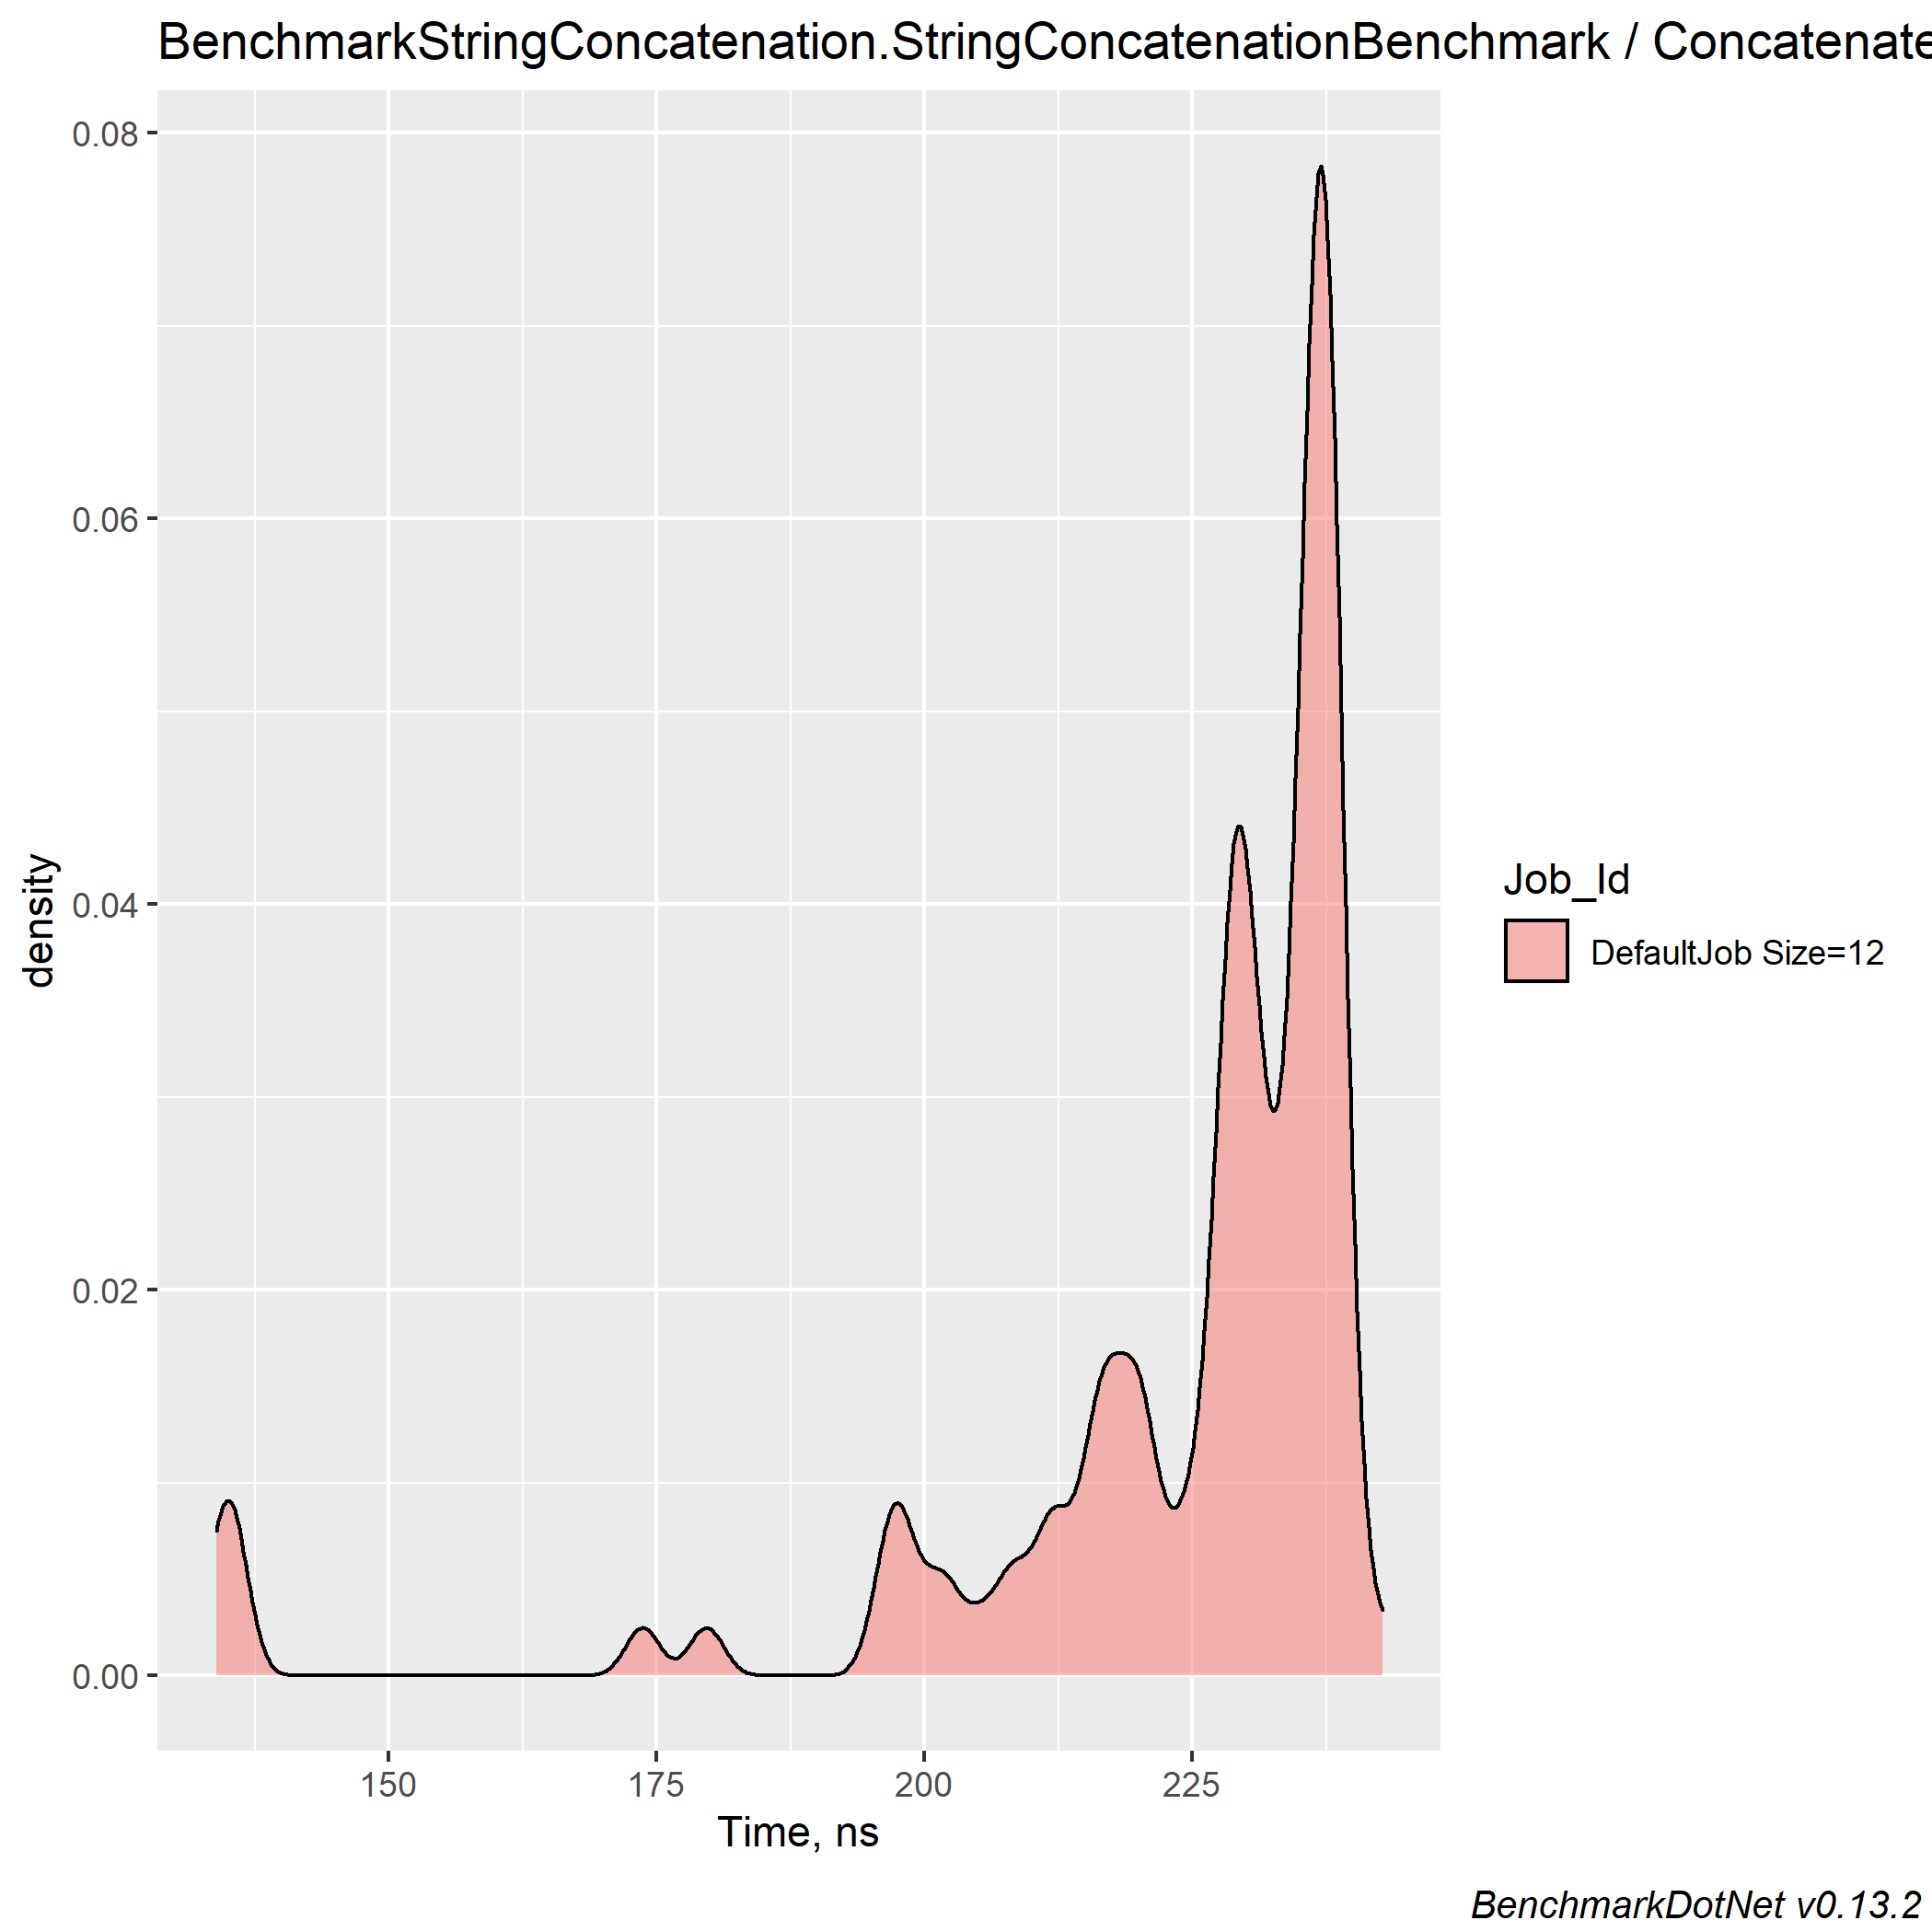 BenchmarkStringConcatenation.StringConcatenationBenchmark / Concatenate
0.08
0.06
0.04
0.02
0.00
density
150 175 200 225
Time, ns
Job_Id
DefaultJob Size=12
BenchmarkDotNet v0.13.2